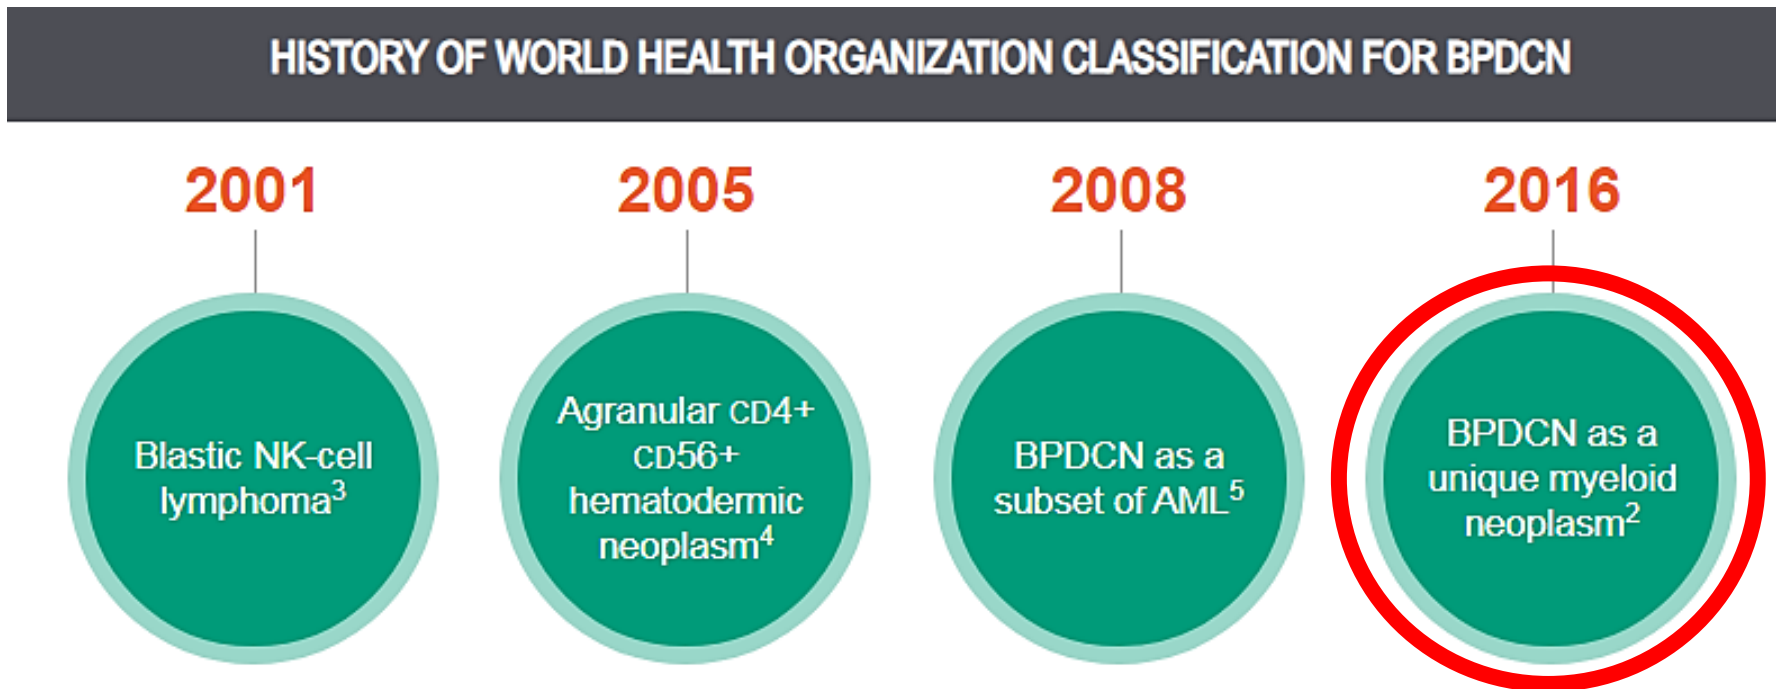 HISTORY OF WORLD HEALTH ORGANIZATION CLASSIFICATION FOR BPDCN
2001
2005
2008
2016
Blastic NK-cell
lymphoma³
Agranular CD4+
CD56+
hematodermic
neoplasm⁴
BPDCN as a
subset of AML⁵
BPDCN as a
unique myeloid
neoplasm²